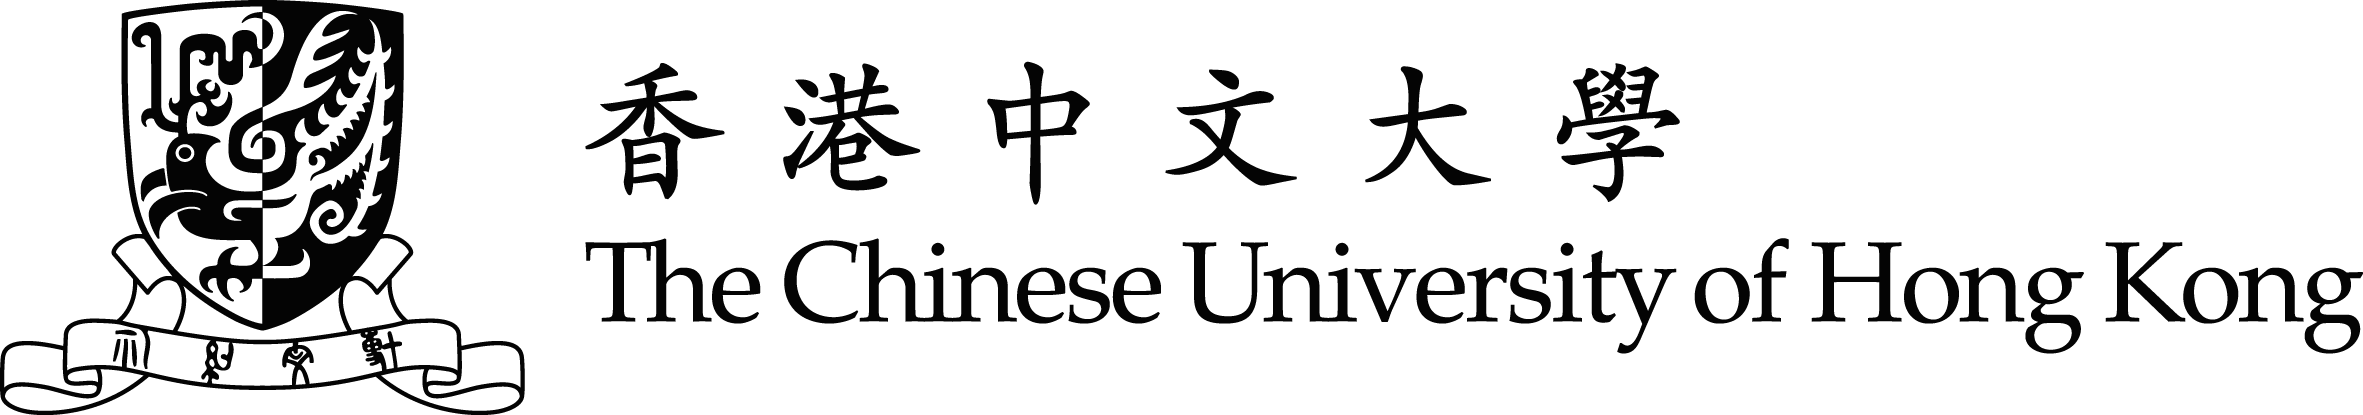 香港中文大學
The Chinese University of Hong Kong